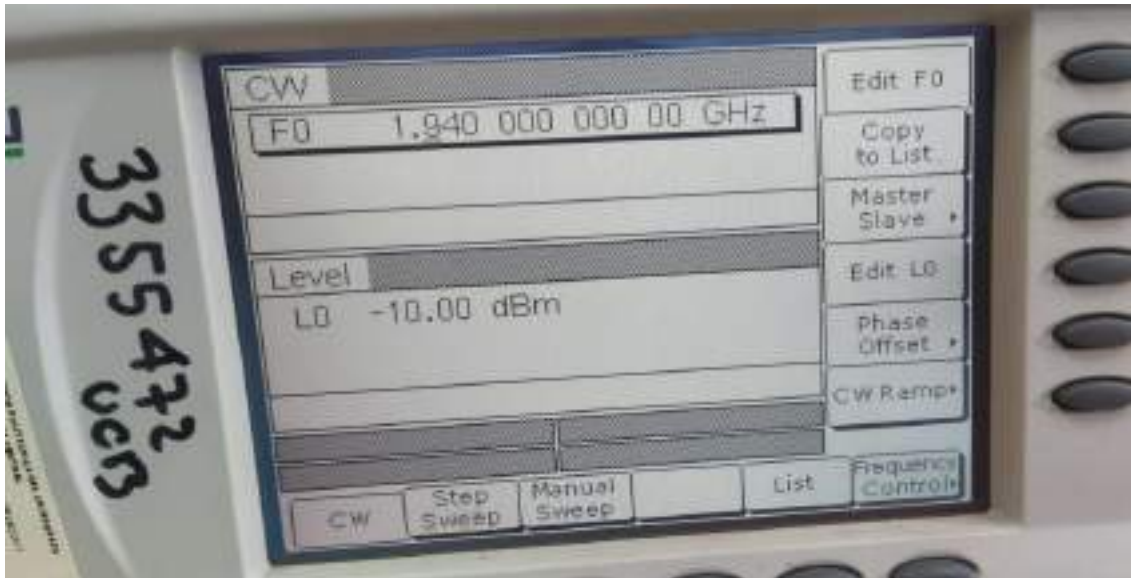 CW
F0 1.940 000 000 00 GHz
Level
L0 -10.00 dBm
Edit F0
Copy
to List
Master
Slave
Edit L0
Phase
Offset
CW Ramp
Frequency
Control
CW
Step
Sweep
Manual
Sweep
List
3355472
UCB